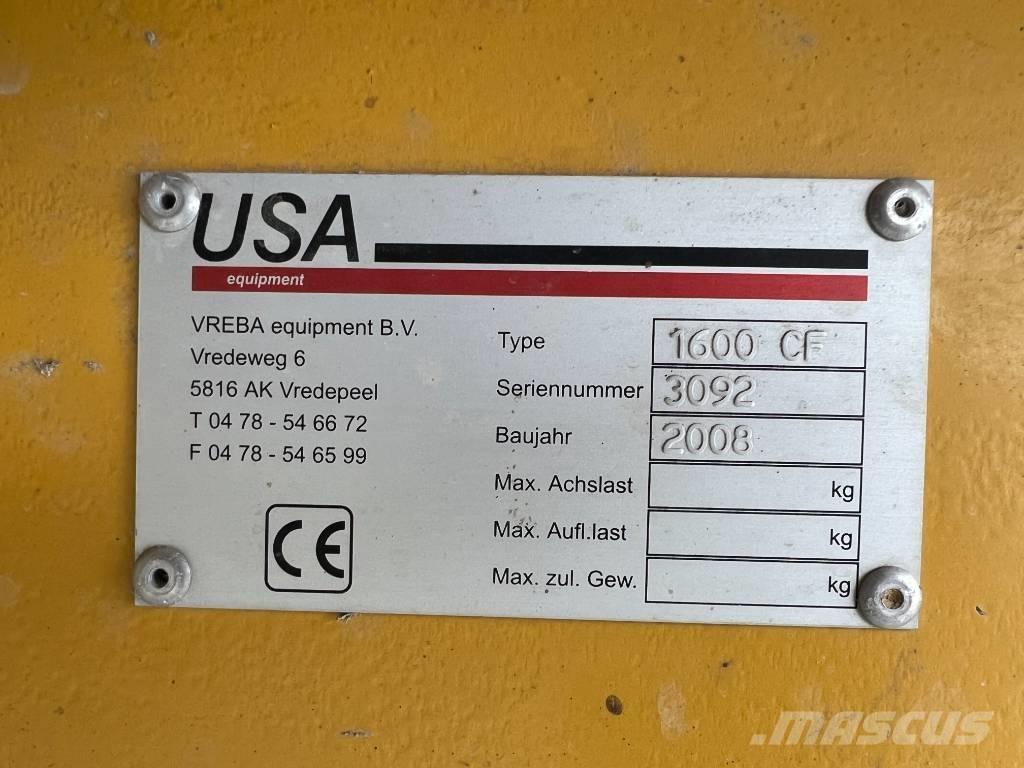 USA
equipment
VREBA equipment B.V.
Vredeweg 6
5816 AK Vredepeel
T 04 78 - 54 66 72
F 04 78 - 54 65 99
CE
Type 1600 CF
Seriennummer 3092
Baujahr 2008
Max. Achslast kg
Max. Aufl.last kg
Max. zul. Gew. kg
MASCUS